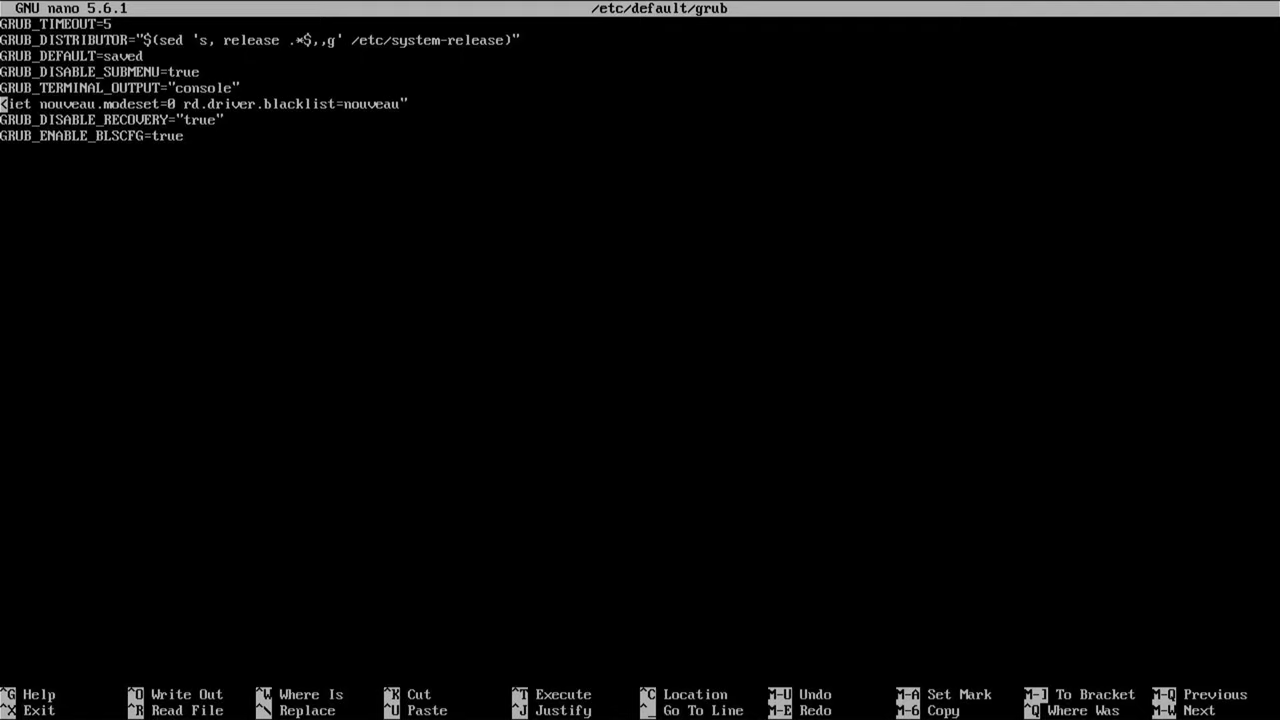 GNU nano 5.6.1 /etc/default/grub
GRUB_TIMEOUT=5
GRUB_DISTRIBUTOR="$(sed 's, release .*$,,g' /etc/system-release)"
GRUB_DEFAULT=saved
GRUB_DISABLE_SUBMENU=true
GRUB_TERMINAL_OUTPUT="console"
<iet nouveau.modeset=0 rd.driver.blacklist=nouveau"
GRUB_DISABLE_RECOVERY="true"
GRUB_ENABLE_BLSCFG=true
^G Help ^O Write Out ^W Where Is ^K Cut ^T Execute ^C Location M-U Undo M-A Set Mark M-] To Bracket M-Q Previous
^X Exit ^R Read File ^\ Replace ^U Paste ^J Justify ^_ Go To Line M-E Redo M-6 Copy ^Q Where Was M-W Next